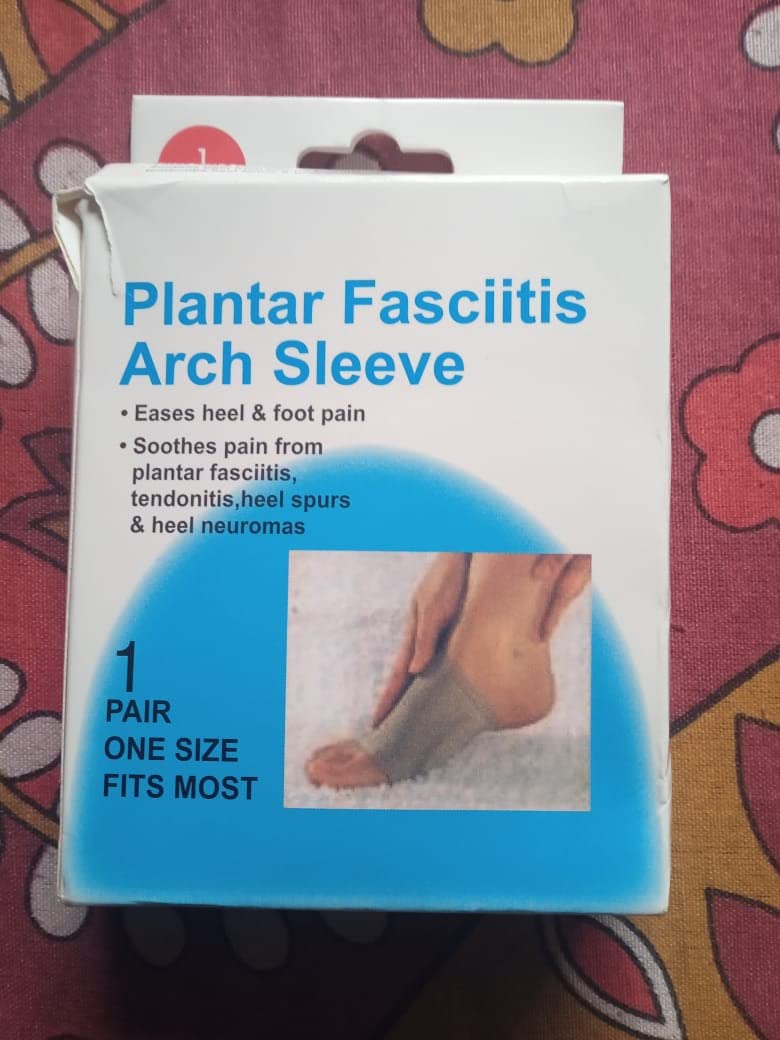 Plantar Fasciitis
Arch Sleeve
• Eases heel & foot pain
• Soothes pain from
plantar fasciitis,
tendonitis,heel spurs
& heel neuromas
1
PAIR
ONE SIZE
FITS MOST